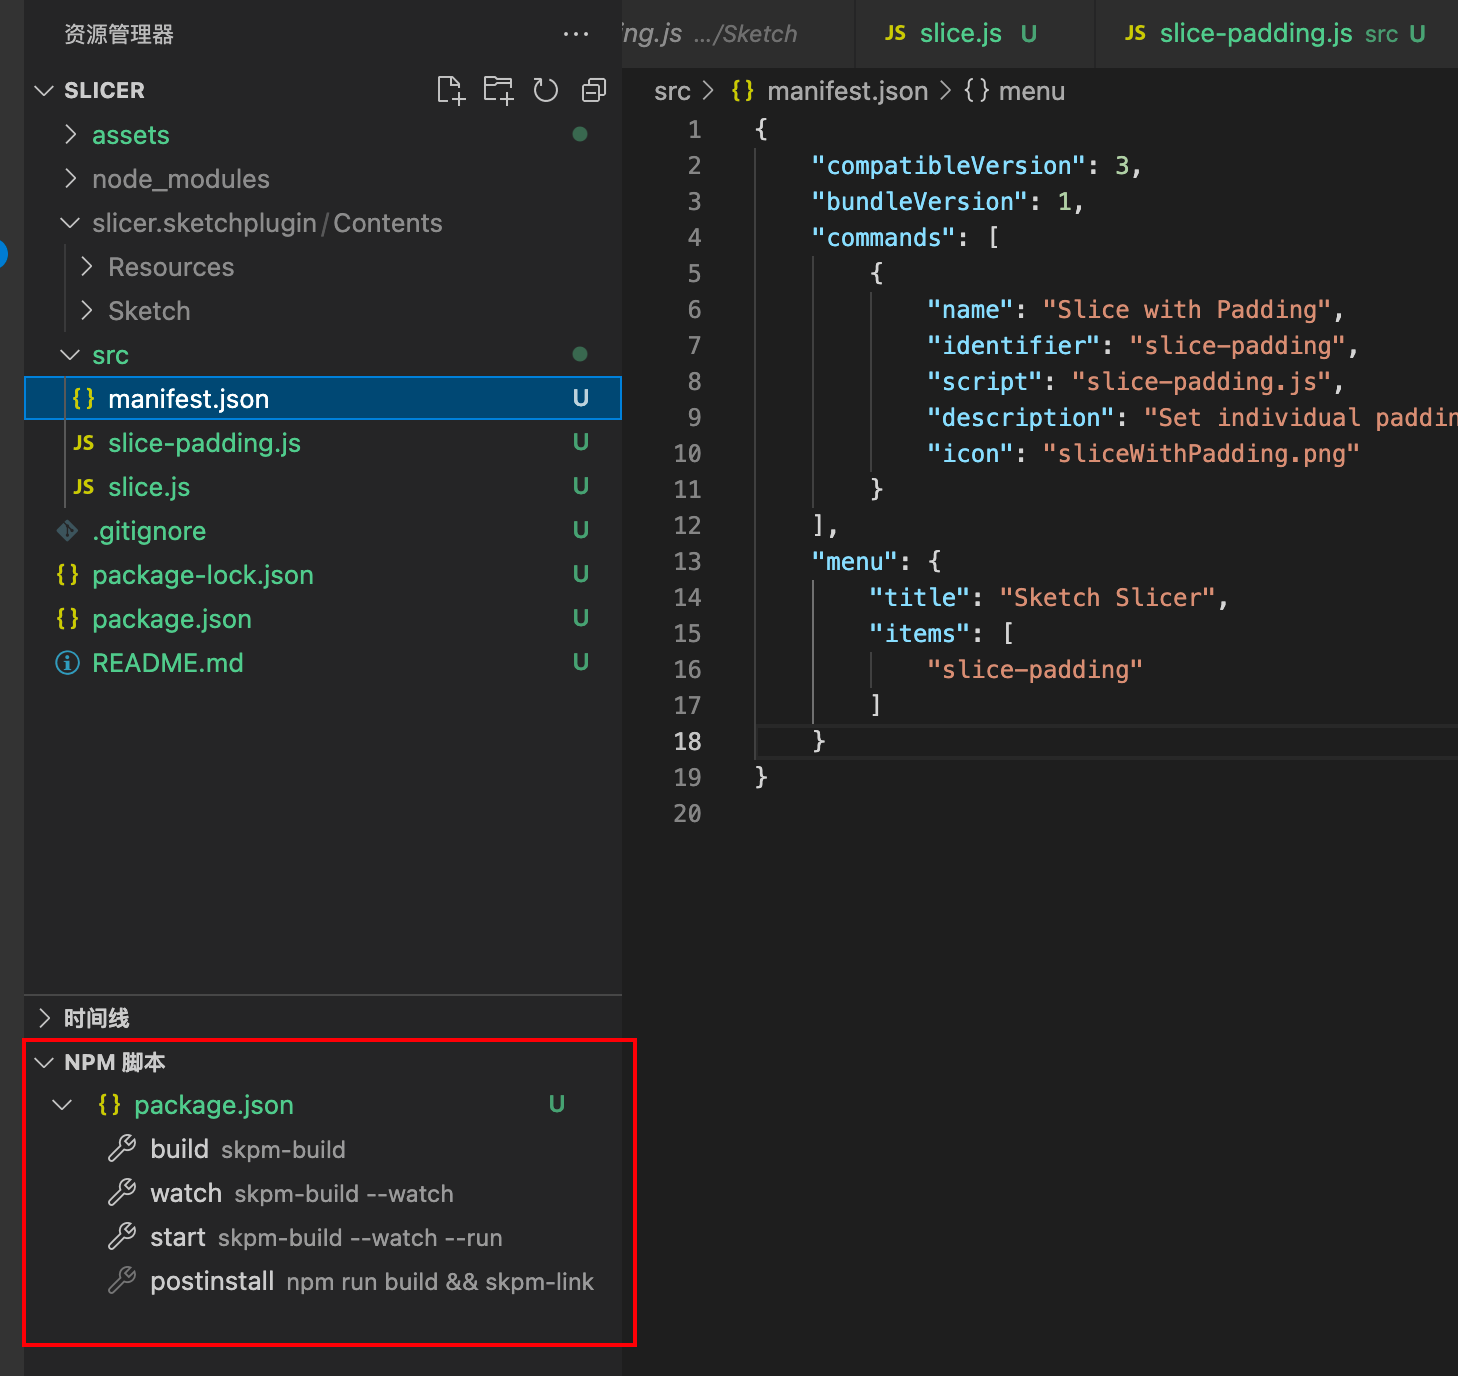 资源管理器
SLICER
assets
node_modules
slicer.sketchplugin/Contents
Resources
Sketch
src
{} manifest.json U
JS slice-padding.js U
JS slice.js U
.gitignore U
{} package-lock.json U
{} package.json U
README.md U
时间线
NPM 脚本
{} package.json U
build skpm-build
watch skpm-build --watch
start skpm-build --watch --run
postinstall npm run build && skpm-link
ing.js .../Sketch JS slice.js U JS slice-padding.js src U
src > {} manifest.json > {} menu
1 {
2 "compatibleVersion": 3,
3 "bundleVersion": 1,
4 "commands": [
5 {
6 "name": "Slice with Padding",
7 "identifier": "slice-padding",
8 "script": "slice-padding.js",
9 "description": "Set individual paddin
10 "icon": "sliceWithPadding.png"
11 }
12 ],
13 "menu": {
14 "title": "Sketch Slicer",
15 "items": [
16 "slice-padding"
17 ]
18 }
19 }
20